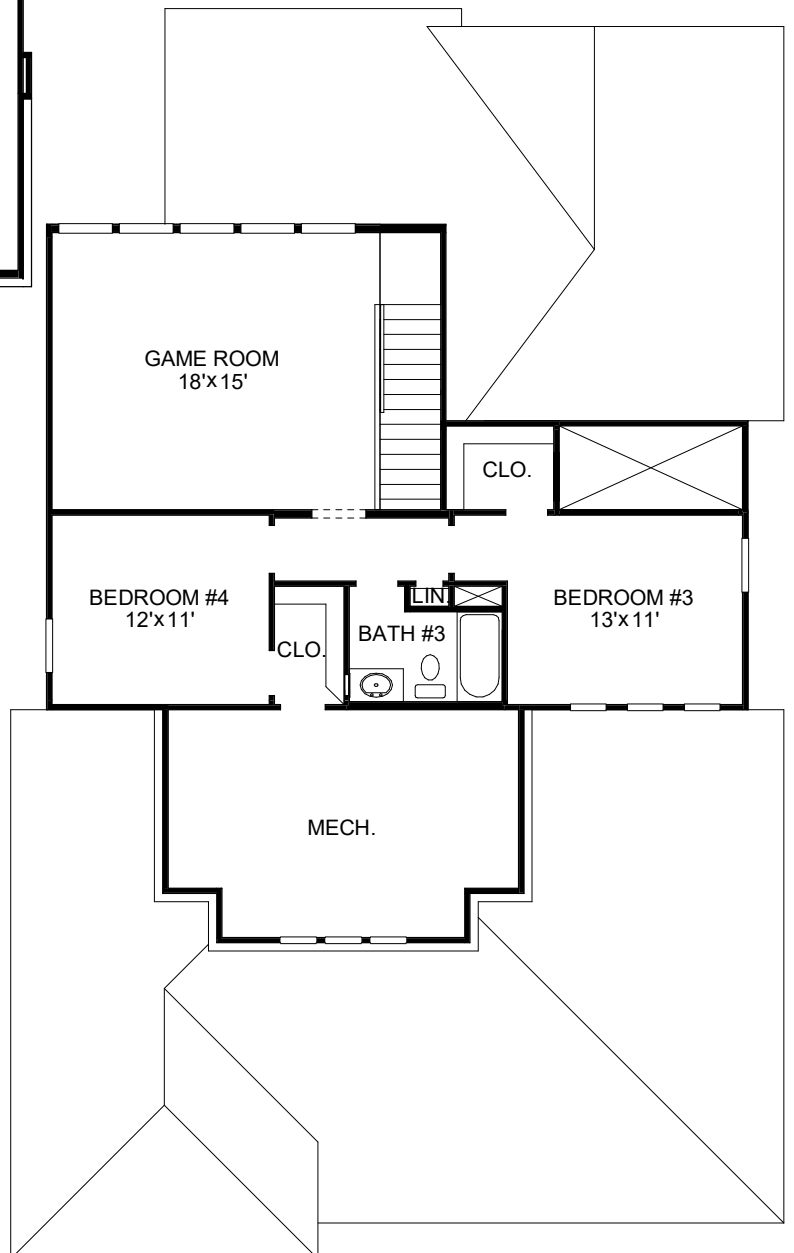 GAME ROOM
18'x15'
CLO.
BEDROOM #4
12'x11'
LIN.
BEDROOM #3
13'x11'
BATH #3
CLO.
MECH.